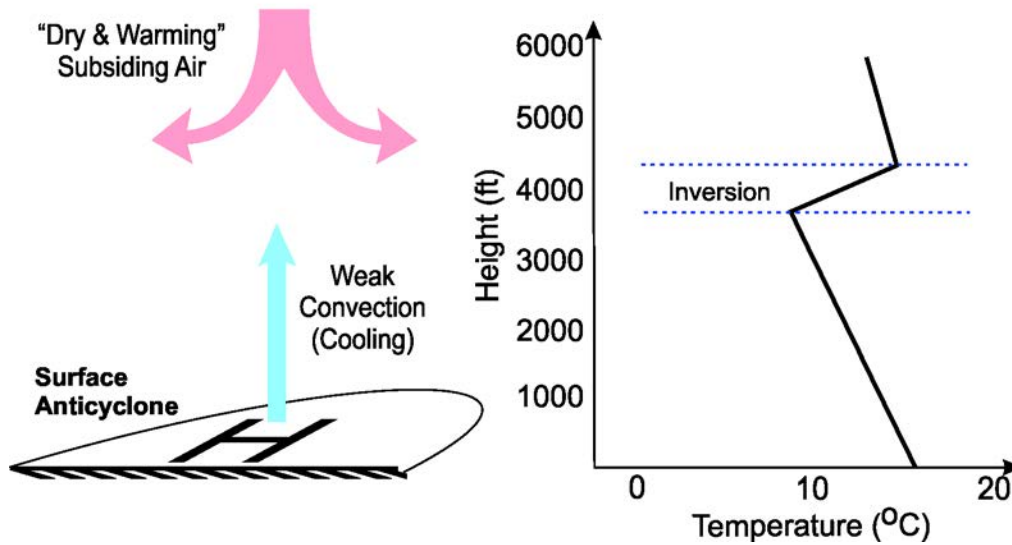 “Dry & Warming”
Subsiding Air
Weak
Convection
(Cooling)
Surface
Anticyclone
H
Height (ft)
6000
5000
4000
3000
2000
1000
Inversion
0 10 20
Temperature (°C)